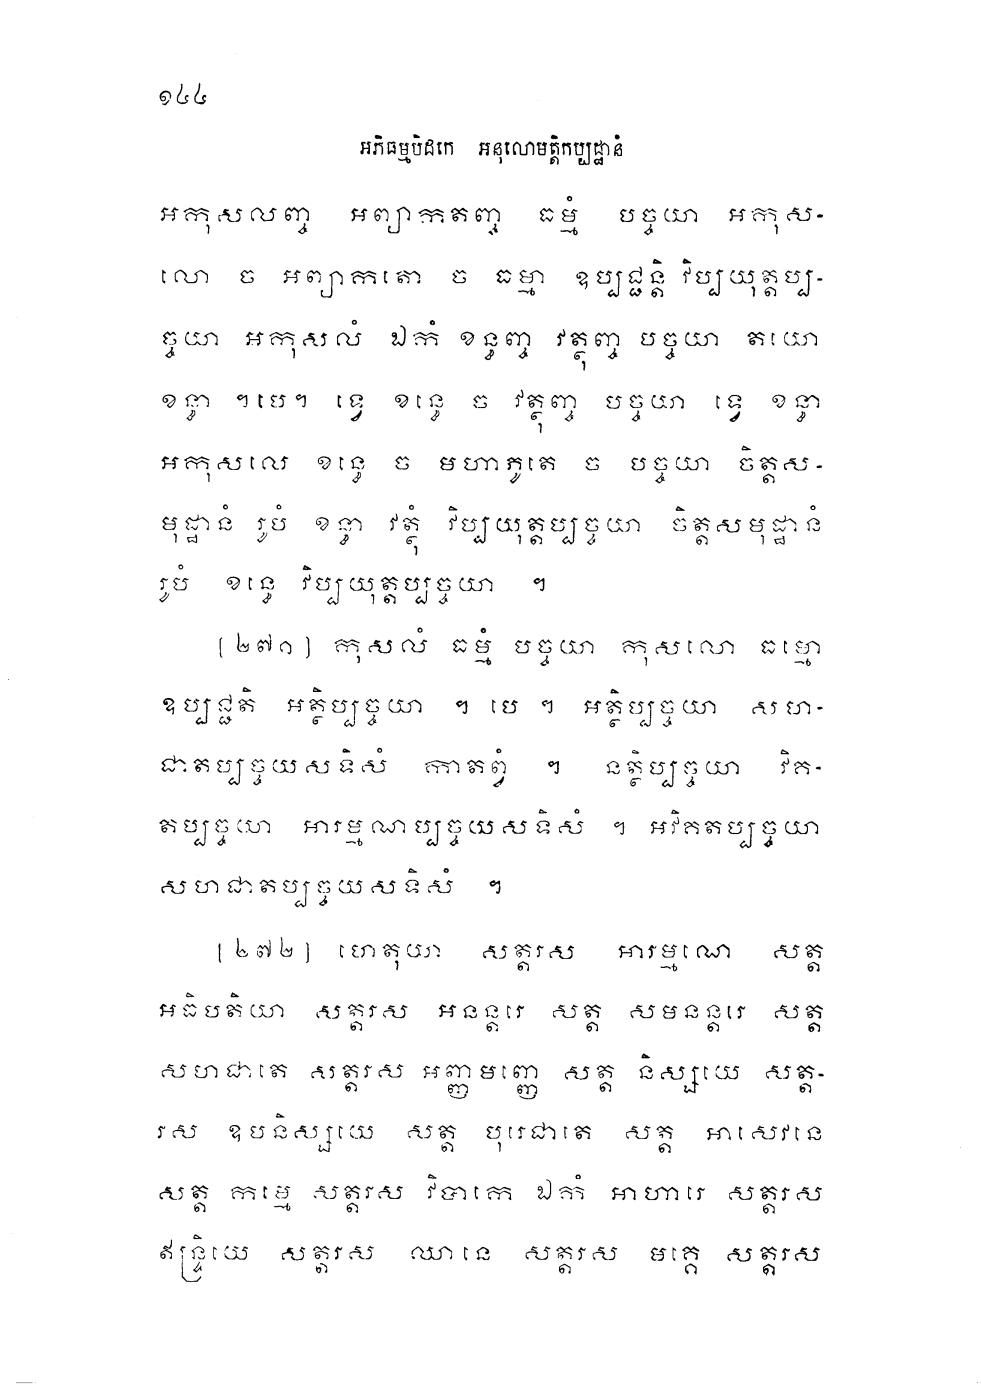 ១៤៤
អភិធម្មបិដកេ អនុលោមត្តិកប្បដ្ឋានំ
អកុសលញ្ច អព្យាកតញ្ច ធម្មំ បច្ចយា អកុស-
លោ ច អព្យាកតោ ច ធម្មា ឧប្បជ្ជន្តិ វិប្បយុត្តប្ប-
ច្ចយា អកុសលំ ឯកំ ខន្ធញ្ច វត្ថុញ្ច បច្ចយា តយោ
ខន្ធា ។បេ។ ទ្វេ ខន្ធេ ច វត្ថុញ្ច បច្ចយា ទ្វេ ខន្ធា
អកុសលេ ខន្ធេ ច មហាភូតេ ច បច្ចយា ចិត្តស-
មុដ្ឋានំ រូបំ ខន្ធា វត្ថុំ វិប្បយុត្តប្បច្ចយា ចិត្តសមុដ្ឋានំ
រូបំ ខន្ធេ វិប្បយុត្តប្បច្ចយា ។
[២៧១] កុសលំ ធម្មំ បច្ចយា កុសលោ ធម្មោ
ឧប្បជ្ជតិ អត្ថិប្បច្ចយា ។ បេ ។ អត្ថិប្បច្ចយា សហ-
ជាតប្បច្ចយសទិសំ កាតព្វំ ។ នត្ថិប្បច្ចយា វិគ-
តប្បច្ចយា អារម្មណប្បច្ចយសទិសំ ។ អវិគតប្បច្ចយា
សហជាតប្បច្ចយសទិសំ ។
[២៧២] ហេតុយា សត្តរស អារម្មណេ សត្ត
អធិបតិយា សត្តរស អនន្តរេ សត្ត សមនន្តរេ សត្ត
សហជាតេ សត្តរស អញ្ញមញ្ញេ សត្ត និស្សយេ សត្ត-
រស ឧបនិស្សយេ សត្ត បុរេជាតេ សត្ត អាសេវនេ
សត្ត កម្មេ សត្តរស វិបាកេ ឯកំ អាហារេ សត្តរស
ឥន្ទ្រិយេ សត្តរស ឈានេ សត្តរស មគ្គេ សត្តរស